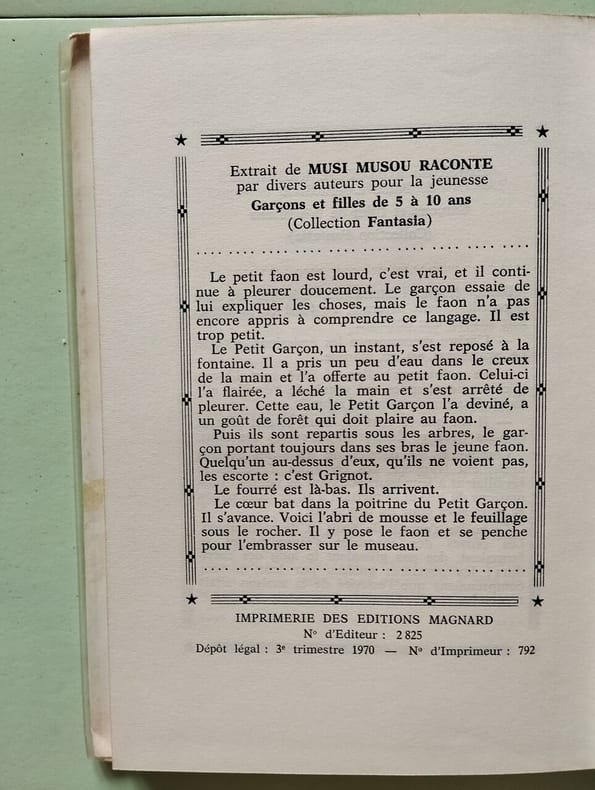 Extrait de MUSI MUSOU RACONTE
par divers auteurs pour la jeunesse
Garçons et filles de 5 à 10 ans
(Collection Fantasia)
Le petit faon est lourd, c'est vrai, et il conti-
nue à pleurer doucement. Le garçon essaie de
lui expliquer les choses, mais le faon n'a pas
encore appris à comprendre ce langage. Il est
trop petit.
Le Petit Garçon, un instant, s'est reposé à la
fontaine. Il a pris un peu d'eau dans le creux
de la main et l'a offerte au petit faon. Celui-ci
l'a flairée, a léché la main et s'est arrêté de
pleurer. Cette eau, le Petit Garçon l'a deviné, a
un goût de forêt qui doit plaire au faon.
Puis ils sont repartis sous les arbres, le gar-
çon portant toujours dans ses bras le jeune faon.
Quelqu'un au-dessus d'eux, qu'ils ne voient pas,
les escorte : c'est Grignot.
Le fourré est là-bas. Ils arrivent.
Le cœur bat dans la poitrine du Petit Garçon.
Il s'avance. Voici l'abri de mousse et le feuillage
sous le rocher. Il y pose le faon et se penche
pour l'embrasser sur le museau.
IMPRIMERIE DES EDITIONS MAGNARD
N° d'Editeur : 2 825
Dépôt légal : 3e trimestre 1970 — N° d'Imprimeur : 792